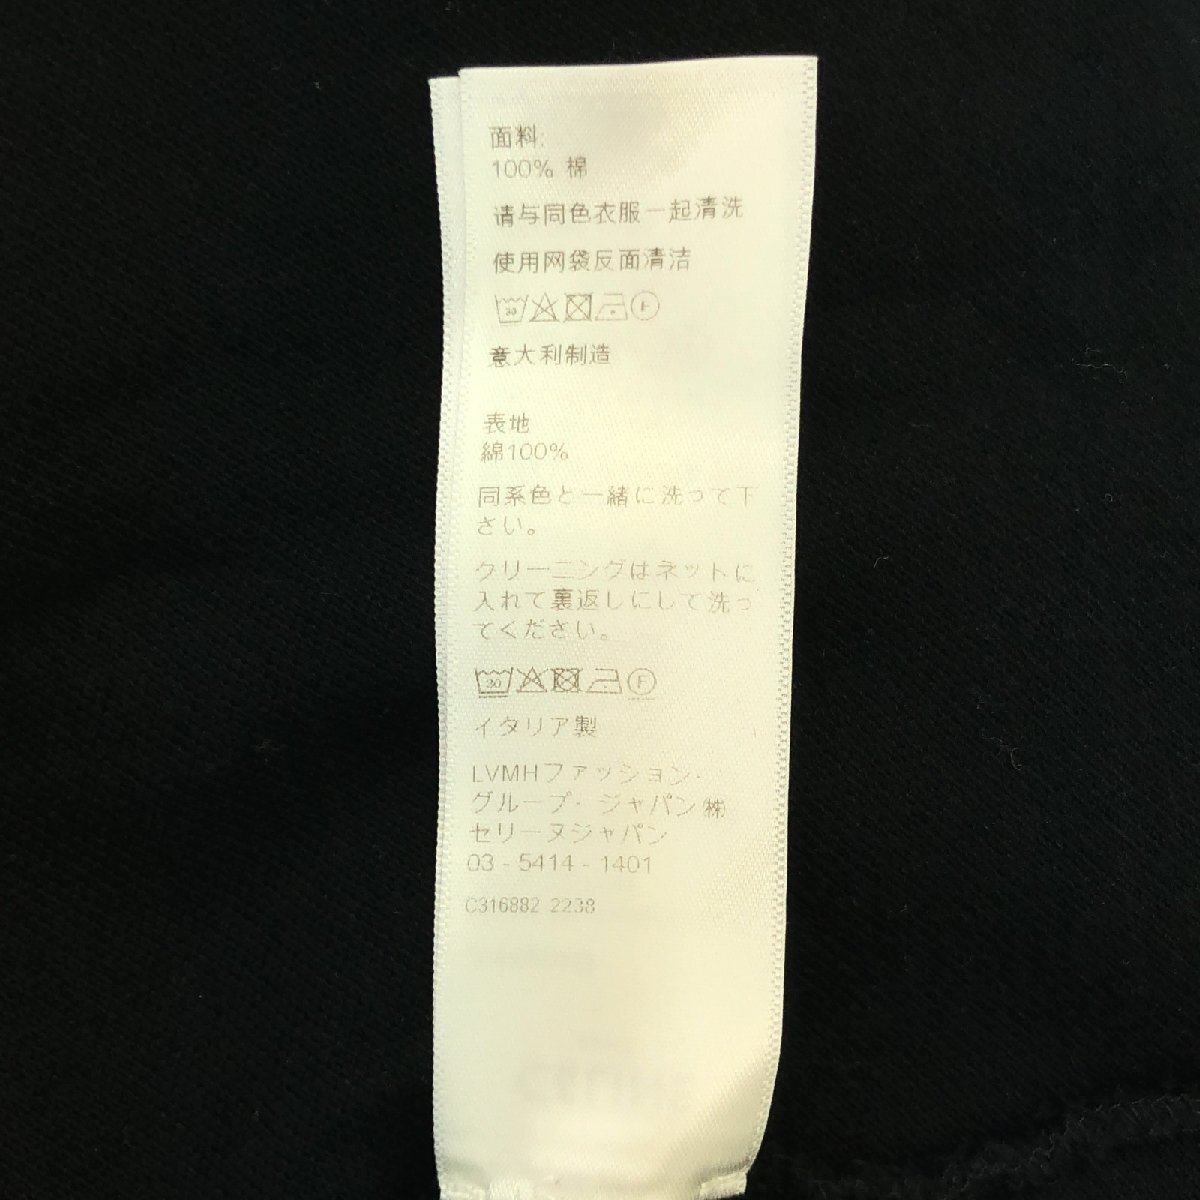 面料:
100% 棉
请与同色衣服一起清洗
使用网袋反面清洁
30 F
意大利制造
表地
綿100%
同系色と一緒に洗って下
さい。
クリーニングはネットに
入れて裏返しにして洗っ
てください。
30 F
イタリア製
LVMHファッション・
グループ・ジャパン㈱
セリーヌジャパン
03 - 5414 - 1401
C316882 2238